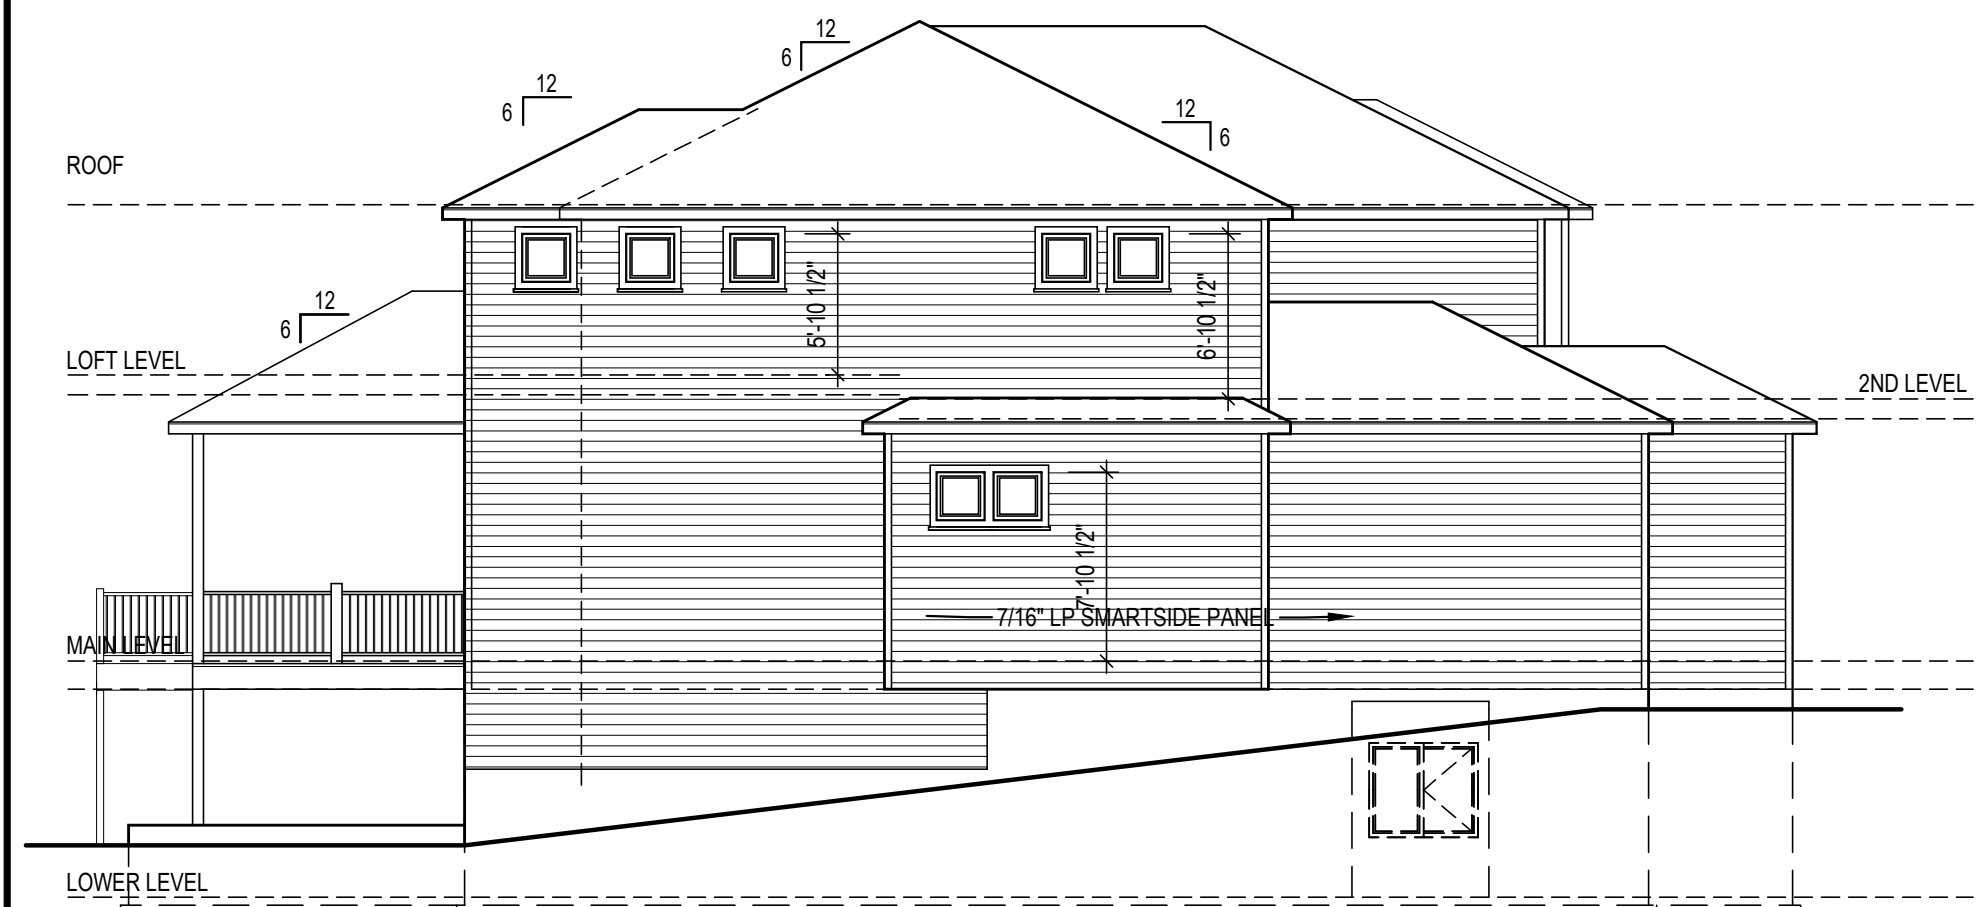 12
6
12
6
12
6
ROOF
5'-10 1/2"
6'-10 1/2"
12
6
LOFT LEVEL
2ND LEVEL
7'-10 1/2"
7/16" LP SMARTSIDE PANEL
MAIN LEVEL
LOWER LEVEL